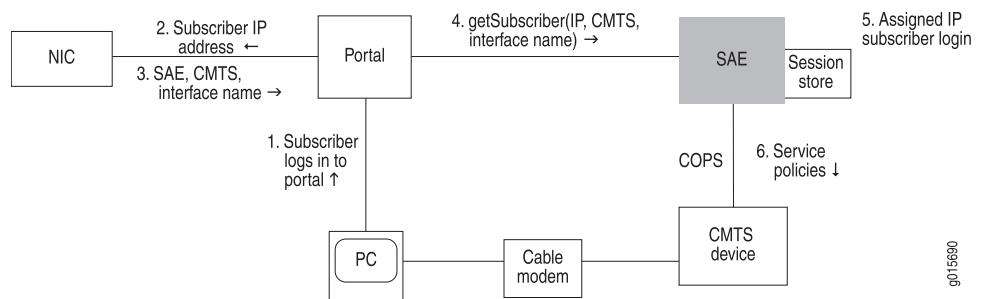 2. Subscriber IP
address ←
NIC
3. SAE, CMTS,
interface name →
Portal
4. getSubscriber(IP, CMTS,
interface name) →
SAE
Session
store
5. Assigned IP
subscriber login
1. Subscriber
logs in to
portal ↑
COPS
6. Service
policies ↓
PC
Cable
modem
CMTS
device
g015690